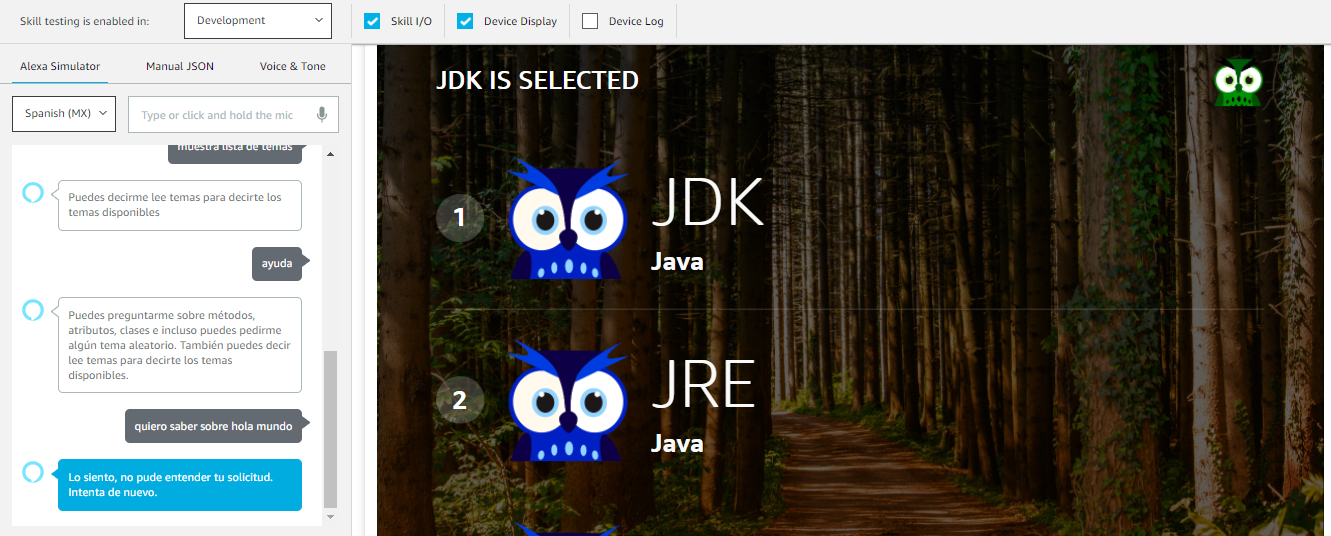 Skill testing is enabled in:
Development
Skill I/O
Device Display
Device Log
Alexa Simulator
Manual JSON
Voice & Tone
Spanish (MX)
Type or click and hold the mic
muestra lista de temas
Puedes decirme lee temas para decirte los
temas disponibles
ayuda
Puedes preguntarme sobre métodos,
atributos, clases e incluso puedes pedirme
algún tema aleatorio. También puedes decir
lee temas para decirte los temas
disponibles.
quiero saber sobre hola mundo
Lo siento, no pude entender tu solicitud.
Intenta de nuevo.
JDK IS SELECTED
1
JDK
Java
2
JRE
Java